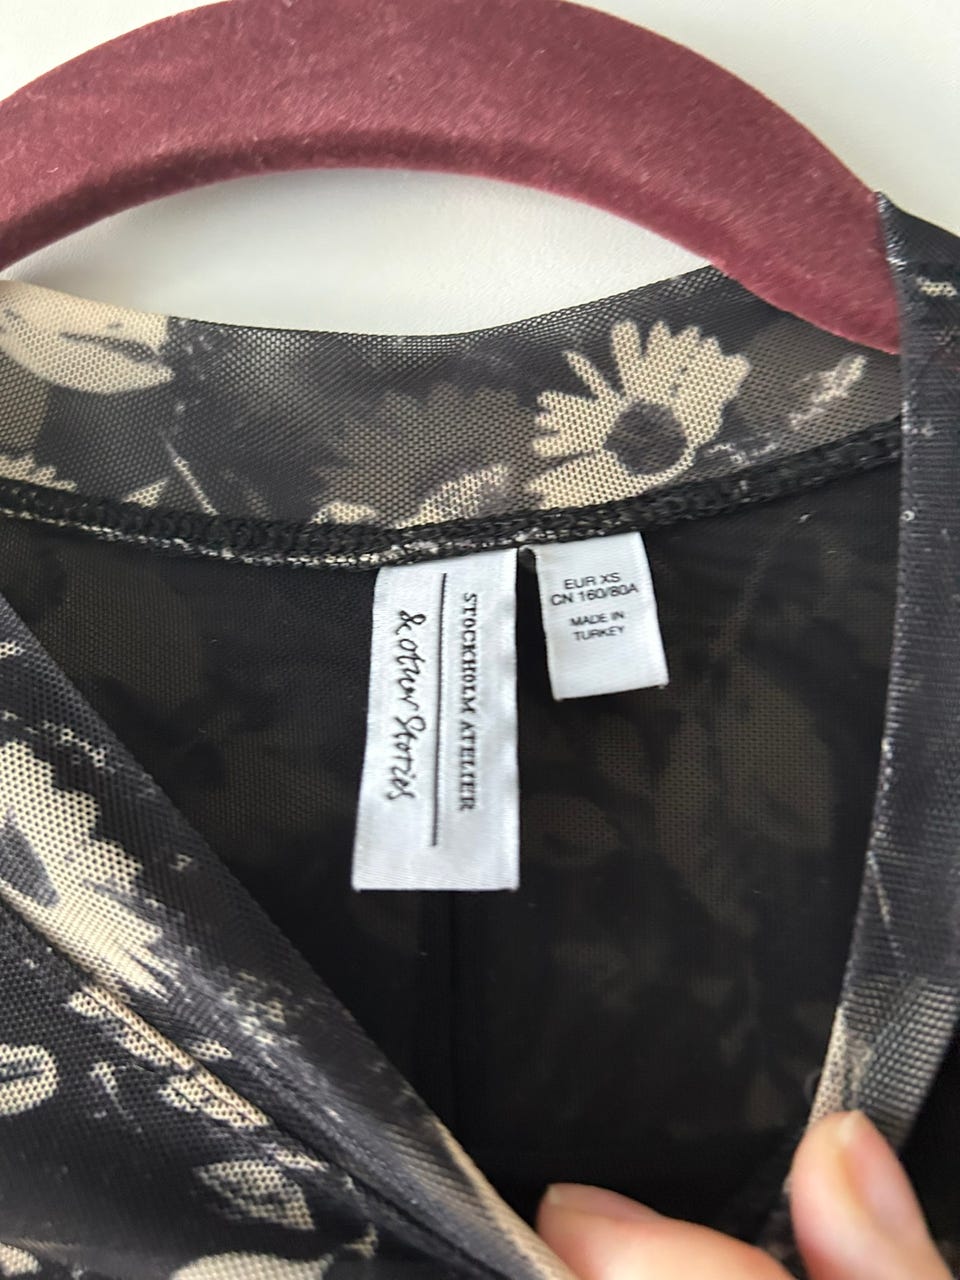 STOCKHOLM ATELIER
& other Stories
EUR XS
CN 160/80A
MADE IN
TURKEY